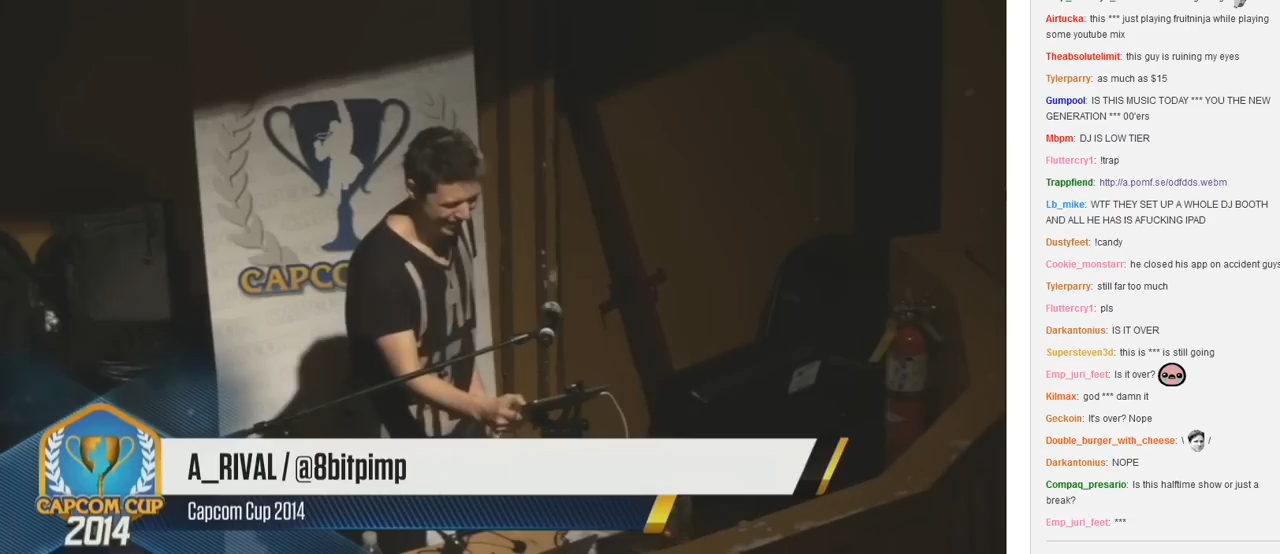 CAPCO
A_RIVAL / @8bitpimp
CAPCOM CUP
2014
Capcom Cup 2014
Airtucka: this *** just playing fruitninja while playing
some youtube mix
Theabsolutelimit: this guy is ruining my eyes
Tylerparry: as much as $15
Gumpool: IS THIS MUSIC TODAY *** YOU THE NEW
GENERATION *** 00'ers
Mbpm: DJ IS LOW TIER
Fluttercry1: !trap
Trappfiend: http://a.pomf.se/odfdds.webm
Lb_mike: WTF THEY SET UP A WHOLE DJ BOOTH
AND ALL HE HAS IS AFUCKING IPAD
Dustyfeet: !candy
Cookie_monstarr: he closed his app on accident guys
Tylerparry: still far too much
Fluttercry1: pls
Darkantonius: IS IT OVER
Supersteven3d: this is *** is still going
Emp_juri_feet: Is it over?
Kilmax: god *** damn it
Geckoin: It's over? Nope
Double_burger_with_cheese: \ /
Darkantonius: NOPE
Compaq_presario: Is this halftime show or just a
break?
Emp_juri_feet: ***